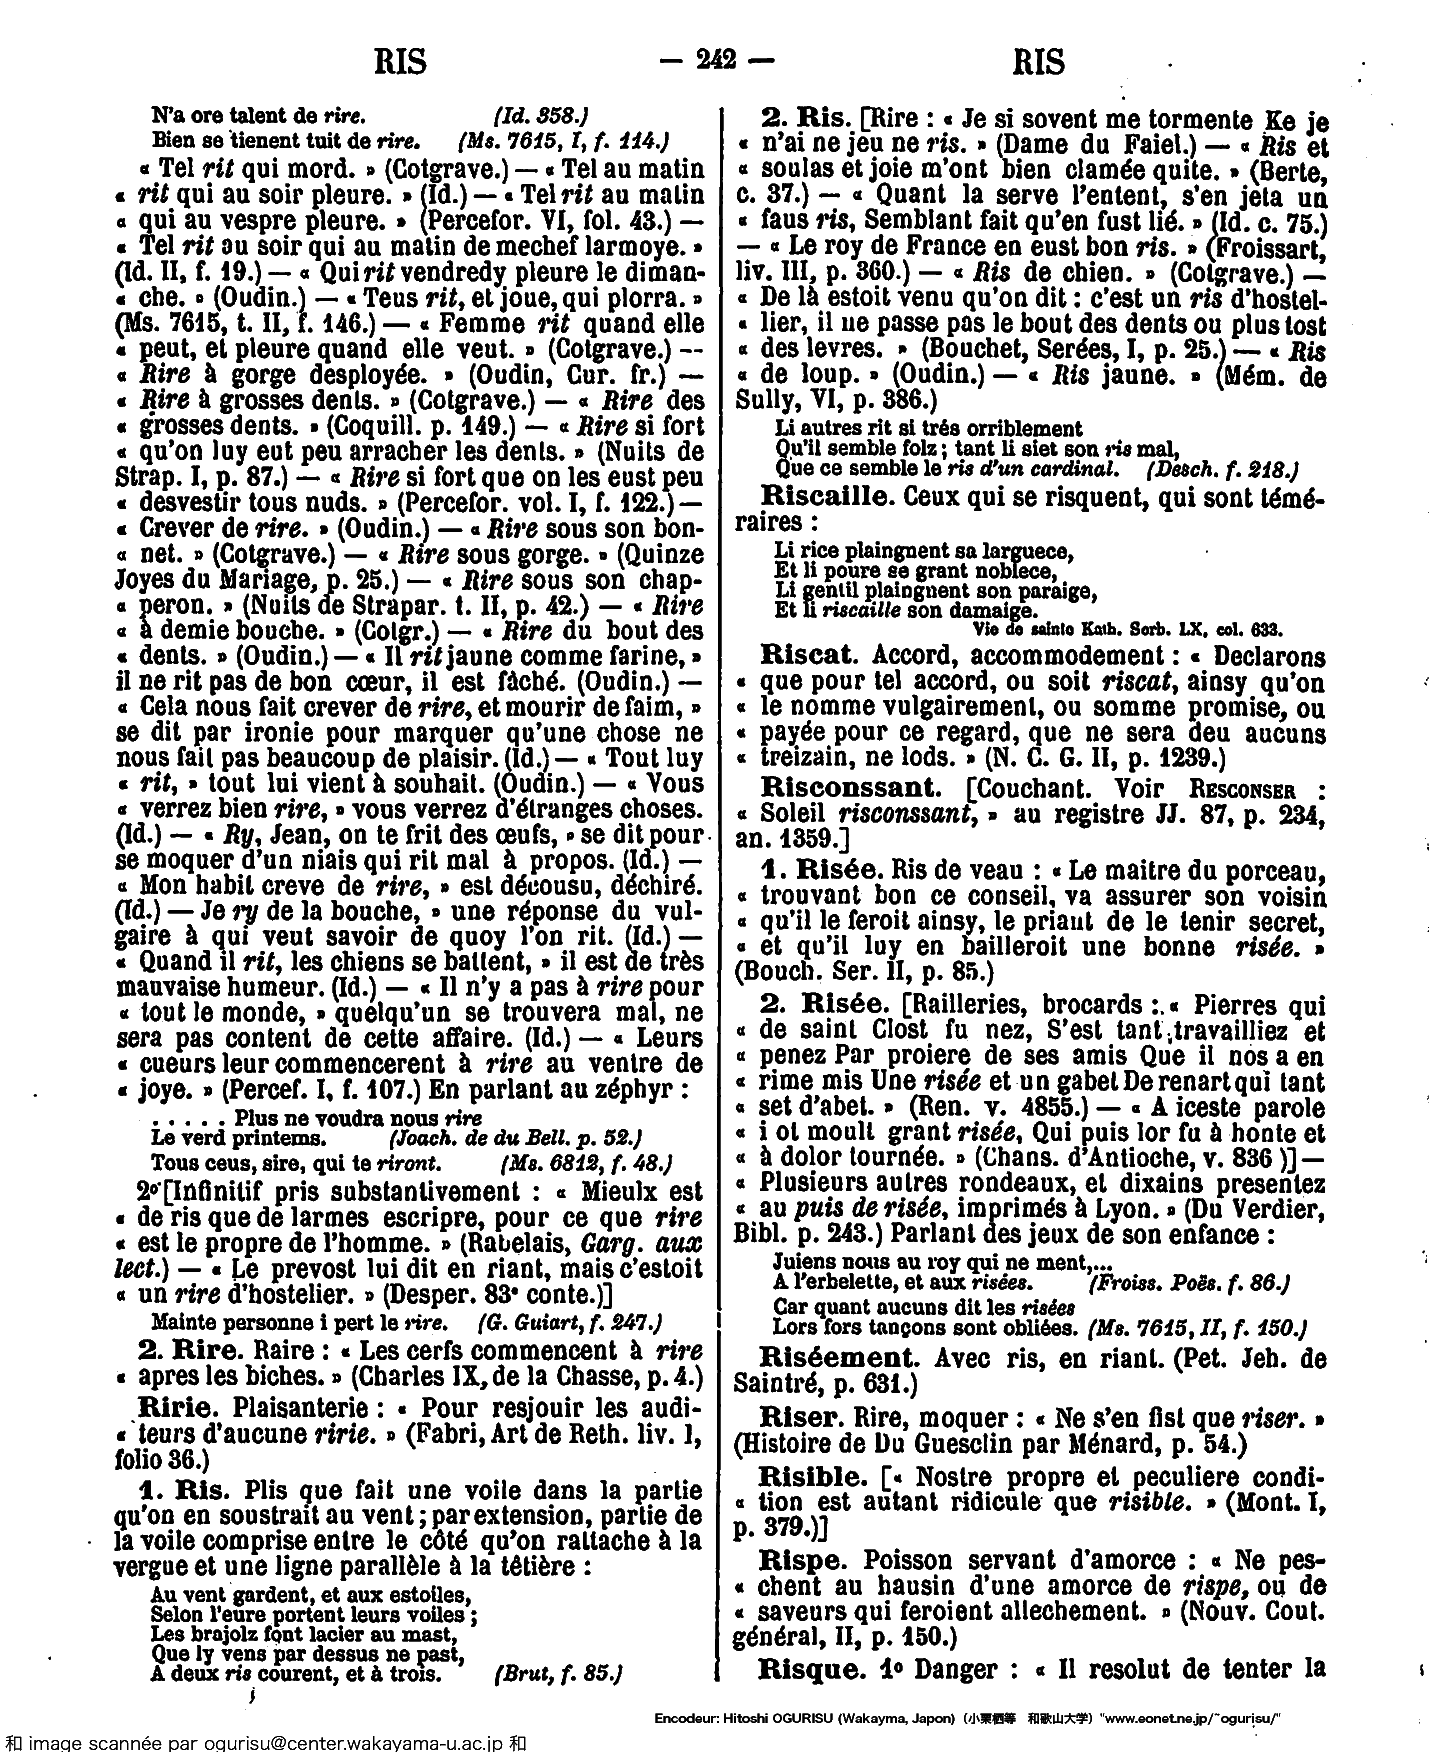 RIS — 242 — RIS
N'a ore talent de rire. (Id. 358.)
Bien se tienent tuit de rire. (Ms. 7615, I, f. 114.)
« Tel rit qui mord. » (Cotgrave.) — « Tel au matin
« rit qui au soir pleure. » (Id.) — « Tel rit au matin
« qui au vespre pleure. » (Percefor. VI, fol. 43.) —
« Tel rit au soir qui au matin de mechef larmoye. »
(Id. II, f. 19.) — « Qui rit vendredy pleure le diman-
« che. » (Oudin.) — « Teus rit, et joue, qui plorra. »
(Ms. 7615, t. II, f. 146.) — « Femme rit quand elle
« peut, et pleure quand elle veut. » (Cotgrave.) —
« Rire à gorge desployée. » (Oudin, Cur. fr.) —
« Rire à grosses dents. » (Cotgrave.) — « Rire des
« grosses dents. » (Coquill. p. 149.) — « Rire si fort
« qu'on luy eut peu arracher les dents. » (Nuits de
Strap. I, p. 87.) — « Rire si fort que on les eust peu
« desvestir tous nuds. » (Percefor. vol. I, f. 122.) —
« Crever de rire. » (Oudin.) — « Rire sous son bon-
« net. » (Cotgrave.) — « Rire sous gorge. » (Quinze
Joyes du Mariage, p. 25.) — « Rire sous son chap-
« peron. » (Nuits de Strapar. t. II, p. 42.) — « Rire
« à demie bouche. » (Cotgr.) — « Rire du bout des
« dents. » (Oudin.) — « Il rit jaune comme farine, »
il ne rit pas de bon cœur, il est fâché. (Oudin.) —
« Cela nous fait crever de rire, et mourir de faim, »
se dit par ironie pour marquer qu'une chose ne
nous fait pas beaucoup de plaisir. (Id.) — « Tout luy
« rit, » tout lui vient à souhait. (Oudin.) — « Vous
« verrez bien rire, » vous verrez d'étranges choses.
(Id.) — « Ry, Jean, on te frit des œufs, » se dit pour
se moquer d'un niais qui rit mal à propos. (Id.) —
« Mon habit creve de rire, » est décousu, déchiré.
(Id.) — Je ry de la bouche, » une réponse du vul-
gaire à qui veut savoir de quoy l'on rit. (Id.) —
« Quand il rit, les chiens se battent, » il est de très
mauvaise humeur. (Id.) — « Il n'y a pas à rire pour
« tout le monde, » quelqu'un se trouvera mal, ne
sera pas content de cette affaire. (Id.) — « Leurs
« cueurs leur commencerent à rire au ventre de
« joye. » (Percef. I, f. 107.) En parlant au zéphyr :
. . . . . Plus ne voudra nous rire
Le verd printems. (Joach. de du Bell. p. 52.)
Tous ceus, sire, qui te riront. (Ms. 6812, f. 48.)
2° [Infinitif pris substantivement : « Mieulx est
« de ris que de larmes escripre, pour ce que rire
« est le propre de l'homme. » (Rabelais, Garg. aux
lect.) — « Le prevost lui dit en riant, mais c'estoit
« un rire d'hostelier. » (Desper. 83e conte.)]
Mainte personne i pert le rire. (G. Guiart, f. 247.)
2. Rire. Raire : « Les cerfs commencent à rire
« apres les biches. » (Charles IX, de la Chasse, p. 4.)
Ririe. Plaisanterie : « Pour resjouir les audi-
« teurs d'aucune ririe. » (Fabri, Art de Reth. liv. I,
folio 36.)
1. Ris. Plis que fait une voile dans la partie
qu'on en soustrait au vent ; par extension, partie de
la voile comprise entre le côté qu'on rattache à la
vergue et une ligne parallèle à la têtière :
Au vent gardent, et aux estoiles,
Selon l'eure portent leurs voiles ;
Les brajolz font lacier au mast,
Que ly vens par dessus ne past,
A deux ris courent, et à trois. (Brut, f. 85.)
2. Ris. [Rire : « Je si sovent me tormente Ke je
« n'ai ne jeu ne ris. » (Dame du Faiel.) — « Ris et
« soulas et joie m'ont bien clamée quite. » (Berte,
c. 37.) — « Quant la serve l'entent, s'en jeta un
« faus ris, Semblant fait qu'en fust lié. » (Id. c. 75.)
— « Le roy de France en eust bon ris. » (Froissart,
liv. III, p. 360.) — « Ris de chien. » (Cotgrave.) —
« De là estoit venu qu'on dit : c'est un ris d'hostel-
« lier, il ne passe pas le bout des dents ou plus tost
« des levres. » (Bouchet, Serées, I, p. 25.) — « Ris
« de loup. » (Oudin.) — « Ris jaune. » (Mém. de
Sully, VI, p. 386.)
Li autres rit si trés orriblement
Qu'il semble folz ; tant li siet son ris mal,
Que ce semble le ris d'un cardinal. (Desch. f. 218.)
Riscaille. Ceux qui se risquent, qui sont témé-
raires :
Li rice plaingnent sa larguece,
Et li poure se grant noblece,
Li gentil plaingnent son paraige,
Et li riscaille son damaige.
Vie de sainte Kath. Sorb. LX, col. 633.
Riscat. Accord, accommodement : « Declarons
« que pour tel accord, ou soit riscat, ainsy qu'on
« le nomme vulgairement, ou somme promise, ou
« payée pour ce regard, que ne sera deu aucuns
« treizain, ne lods. » (N. C. G. II, p. 1239.)
Risconssant. [Couchant. Voir RESCONSER :
« Soleil risconssant, » au registre JJ. 87, p. 234,
an. 1359.]
1. Risée. Ris de veau : « Le maitre du porceau,
« trouvant bon ce conseil, va assurer son voisin
« qu'il le feroit ainsy, le priant de le tenir secret,
« et qu'il luy en bailleroit une bonne risée. »
(Bouch. Ser. II, p. 85.)
2. Risée. [Railleries, brocards : « Pierres qui
« de saint Clost fu nez, S'est tant travailliez et
« penez Par proiere de ses amis Que il nos a en
« rime mis Une risée et un gabet De renart qui tant
« set d'abet. » (Ren. v. 4855.) — « A iceste parole
« i ot moult grant risée, Qui puis lor fu à honte et
« à dolor tournée. » (Chans. d'Antioche, v. 836 )] —
« Plusieurs autres rondeaux, et dixains presentez
« au puis de risée, imprimés à Lyon. » (Du Verdier,
Bibl. p. 243.) Parlant des jeux de son enfance :
Juiens nous au roy qui ne ment,...
A l'erbelette, et aux risées. (Froiss. Poës. f. 86.)
Car quant aucuns dit les risées
Lors fors tançons sont obliées. (Ms. 7615, II, f. 150.)
Riséement. Avec ris, en riant. (Pet. Jeh. de
Saintré, p. 631.)
Riser. Rire, moquer : « Ne s'en fist que riser. »
(Histoire de Du Guesclin par Ménard, p. 54.)
Risible. [« Nostre propre et peculiere condi-
« tion est autant ridicule que risible. » (Mont. I,
p. 379.)]
Rispe. Poisson servant d'amorce : « Ne pes-
« chent au hausin d'une amorce de rispe, ou de
« saveurs qui feroient allechement. » (Nouv. Cout.
général, II, p. 150.)
Risque. 1° Danger : « Il resolut de tenter la
Encodeur: Hitoshi OGURISU (Wakayma, Japon) (小栗栖等 和歌山大学) "www.eonet.ne.jp/~ogurisu/"
和 image scannée par ogurisu@center.wakayama-u.ac.jp 和